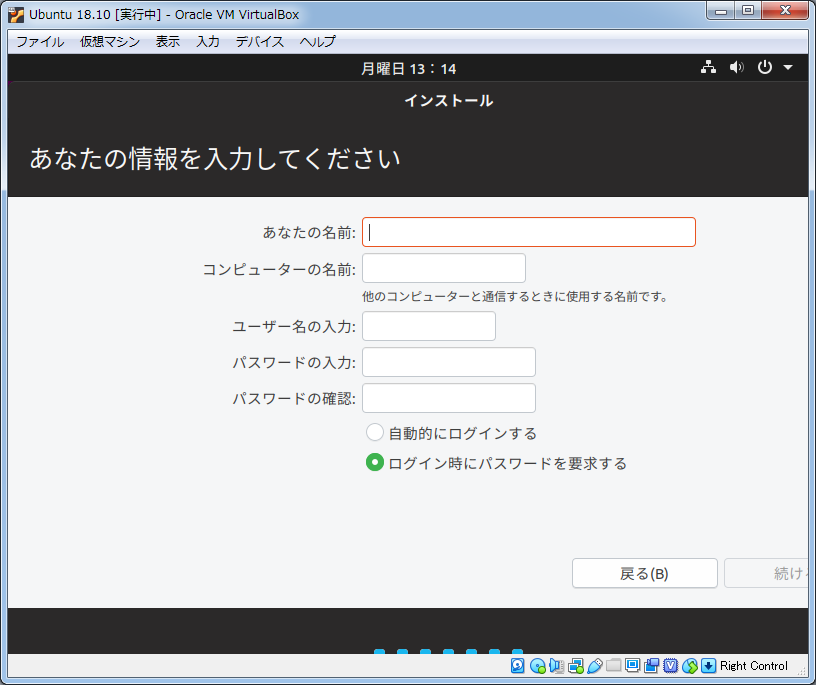 Ubuntu 18.10 [実行中] - Oracle VM VirtualBox
ファイル 仮想マシン 表示 入力 デバイス ヘルプ
月曜日 13：14
インストール
あなたの情報を入力してください
あなたの名前:
コンピューターの名前:
他のコンピューターと通信するときに使用する名前です。
ユーザー名の入力:
パスワードの入力:
パスワードの確認:
自動的にログインする
ログイン時にパスワードを要求する
戻る(B) 続け
Right Control